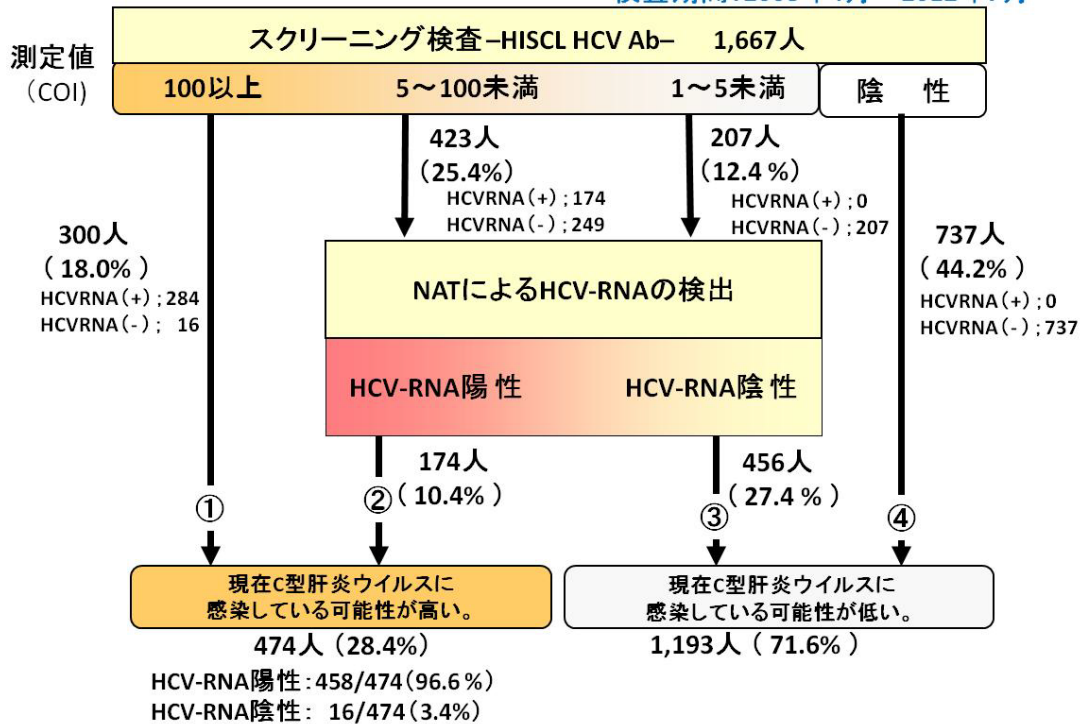 スクリーニング検査–HISCL HCV Ab–　1,667人
測定値
（COI)
100以上
5～100未満
1～5未満
陰　性
423人
(25.4%)
HCVRNA(+) ; 174
HCVRNA(-) ; 249
207人
(12.4 %)
HCVRNA(+) ; 0
HCVRNA(-) ; 207
300人
( 18.0%)
HCVRNA(+) ; 284
HCVRNA(-) ;　16
737人
(44.2%)
HCVRNA(+) ; 0
HCVRNA(-) ; 737
NATによるHCV-RNAの検出
HCV-RNA陽 性
HCV-RNA陰 性
174人
( 10.4% )
456人
(27.4 % )
①
②
③
④
現在C型肝炎ウイルスに
感染している可能性が高い。
現在C型肝炎ウイルスに
感染している可能性が低い。
474人 (28.4%)
1,193人 ( 71.6% )
HCV-RNA陽性：458/474(96.6 %)
HCV-RNA陰性： 16/474(3.4%)